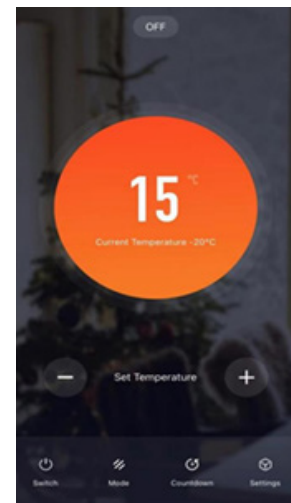 OFF
15 °C
Current Temperature -20°C
Set Temperature
Switch Mode Countdown Settings